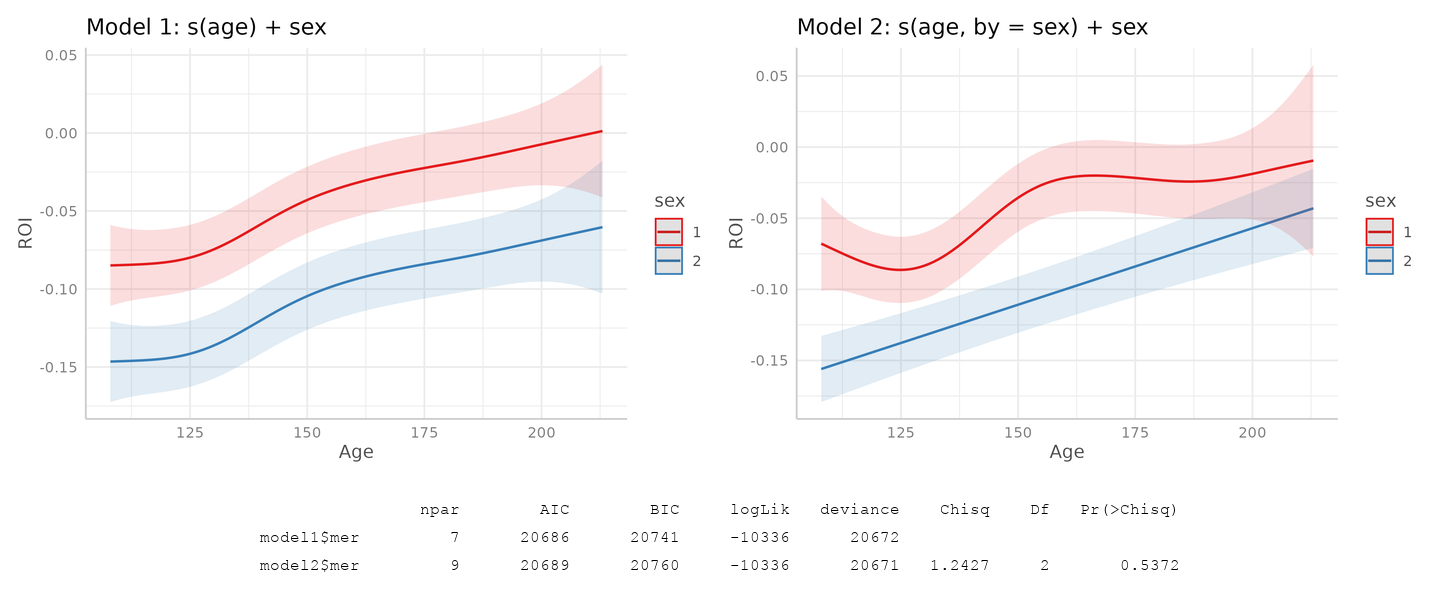 Model 1: s(age) + sex
0.05
0.00
-0.05
-0.10
-0.15
ROI
125 150 175 200
Age
sex
1
2
Model 2: s(age, by = sex) + sex
0.05
0.00
-0.05
-0.10
-0.15
ROI
125 150 175 200
Age
sex
1
2
npar AIC BIC logLik deviance Chisq Df Pr(>Chisq)
model1$mer 7 20686 20741 -10336 20672
model2$mer 9 20689 20760 -10336 20671 1.2427 2 0.5372